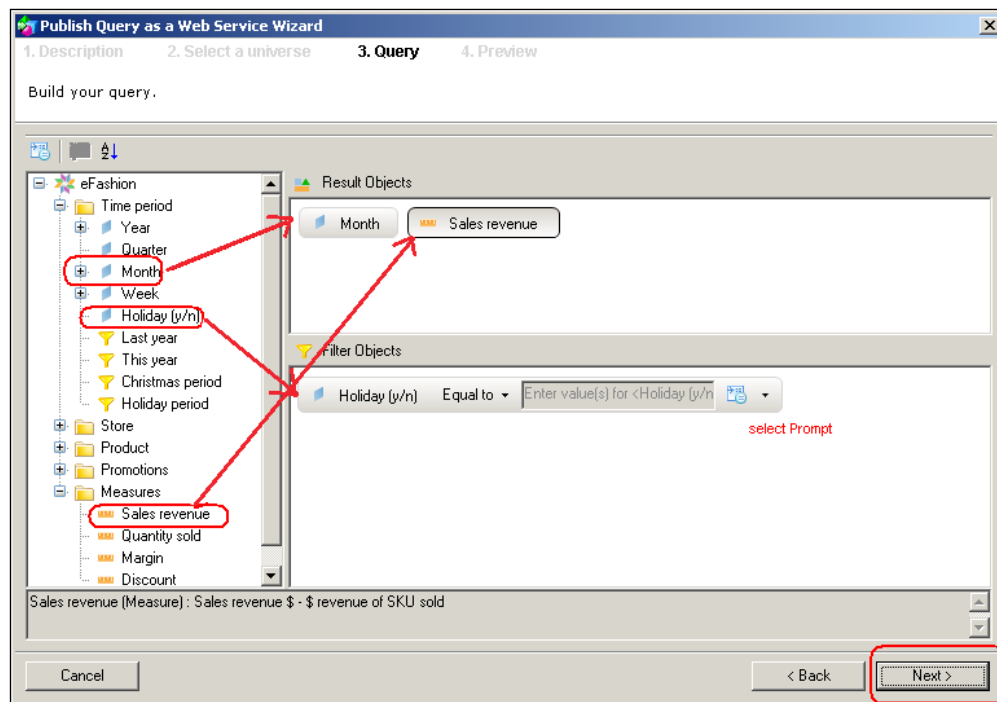 Publish Query as a Web Service Wizard
1. Description 2. Select a universe 3. Query 4. Preview
Build your query.
eFashion
Time period
Year
Quarter
Month
Week
Holiday (y/n)
Last year
This year
Christmas period
Holiday period
Store
Product
Promotions
Measures
Sales revenue
Quantity sold
Margin
Discount
Result Objects
Month Sales revenue
Filter Objects
Holiday (y/n) Equal to Enter value(s) for <Holiday (y/n
select Prompt
Sales revenue (Measure) : Sales revenue $ - $ revenue of SKU sold
Cancel < Back Next >